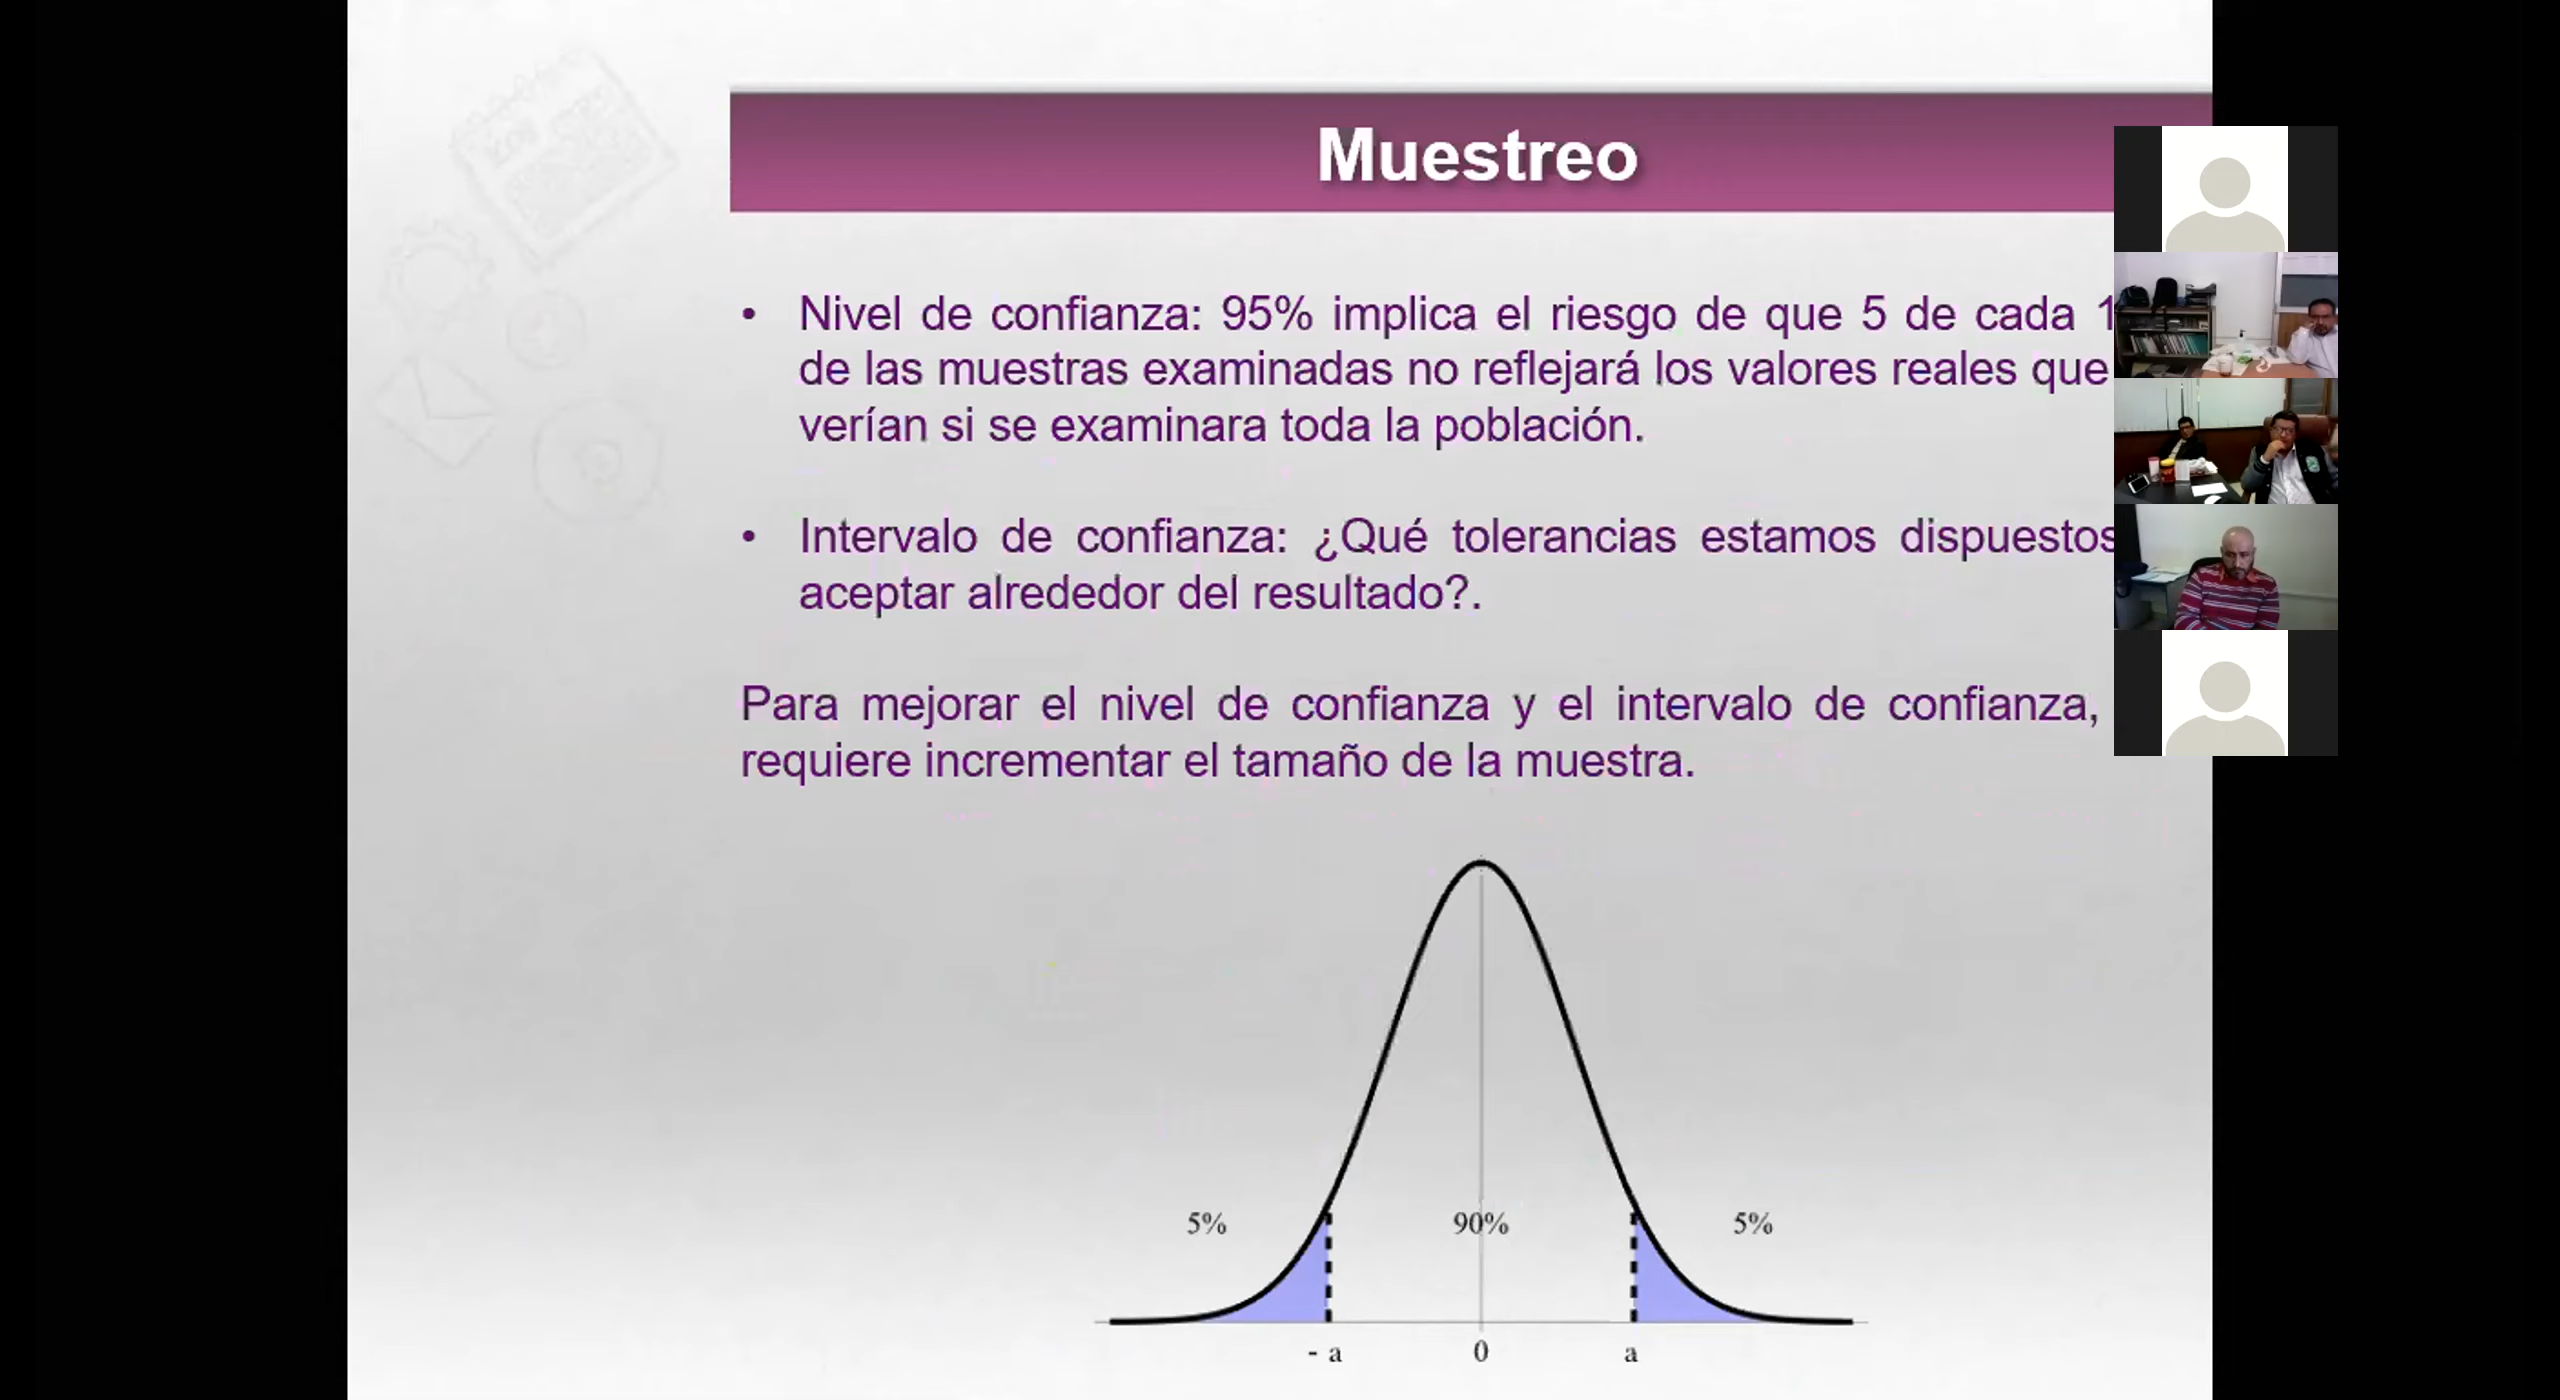 Muestreo
• Nivel de confianza: 95% implica el riesgo de que 5 de cada 1
de las muestras examinadas no reflejará los valores reales que
verían si se examinara toda la población.
• Intervalo de confianza: ¿Qué tolerancias estamos dispuestos
aceptar alrededor del resultado?.
Para mejorar el nivel de confianza y el intervalo de confianza,
requiere incrementar el tamaño de la muestra.
5% 90% 5%
- a 0 a